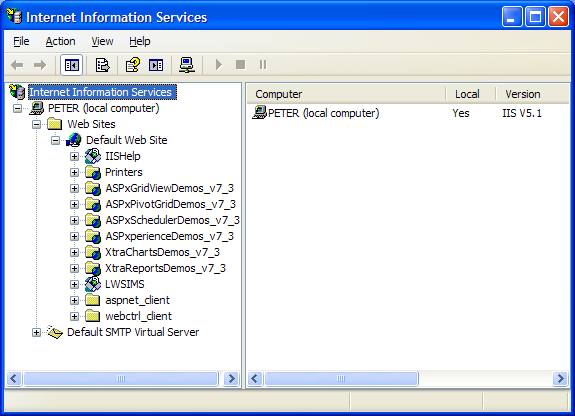 Internet Information Services
File Action View Help
Internet Information Services
PETER (local computer)
Web Sites
Default Web Site
IISHelp
Printers
ASPxGridViewDemos_v7_3
ASPxPivotGridDemos_v7_3
ASPxSchedulerDemos_v7_3
ASPxperienceDemos_v7_3
XtraChartsDemos_v7_3
XtraReportsDemos_v7_3
LWSIMS
aspnet_client
webctrl_client
Default SMTP Virtual Server
Computer Local Version
PETER (local computer) Yes IIS V5.1